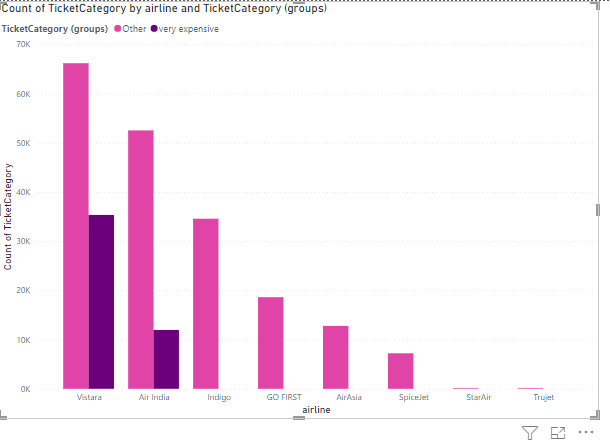 Count of TicketCategory by airline and TicketCategory (groups)
TicketCategory (groups) Other very expensive
70K
60K
50K
40K
30K
20K
10K
0K
Count of TicketCategory
Vistara Air India Indigo GO FIRST AirAsia SpiceJet StarAir Trujet
airline